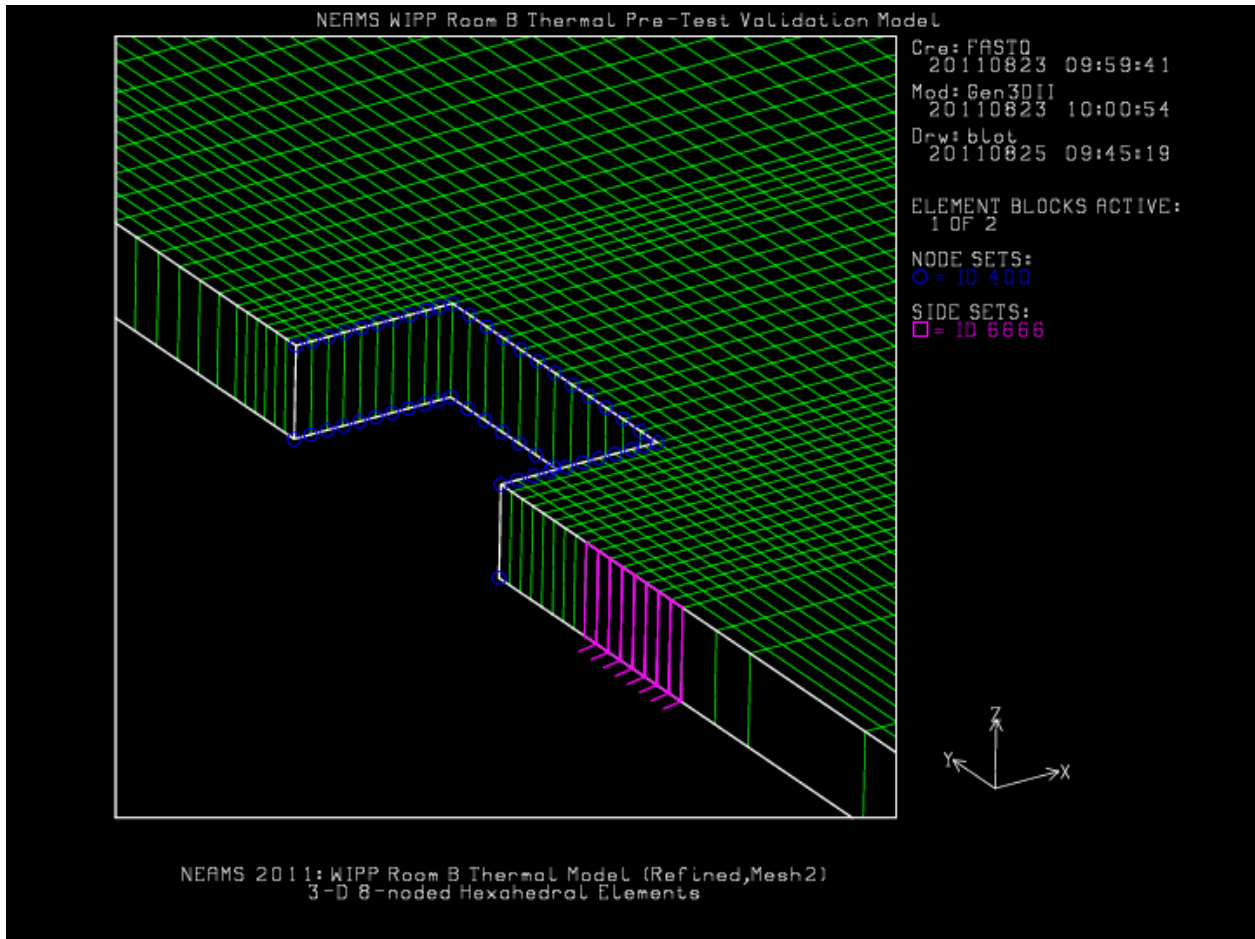 NEAMS WIPP Room B Thermal Pre-Test Validation Model
Cre: FASTQ
20110823 09:59:41
Mod: Gen3DII
20110823 10:00:54
Drw: blot
20110825 09:45:19
ELEMENT BLOCKS ACTIVE:
1 OF 2
NODE SETS:
= ID 400
SIDE SETS:
= ID 6666
Z
Y
X
NEAMS 2011: WIPP Room B Thermal Model (Refined,Mesh2)
3-D 8-noded Hexahedral Elements